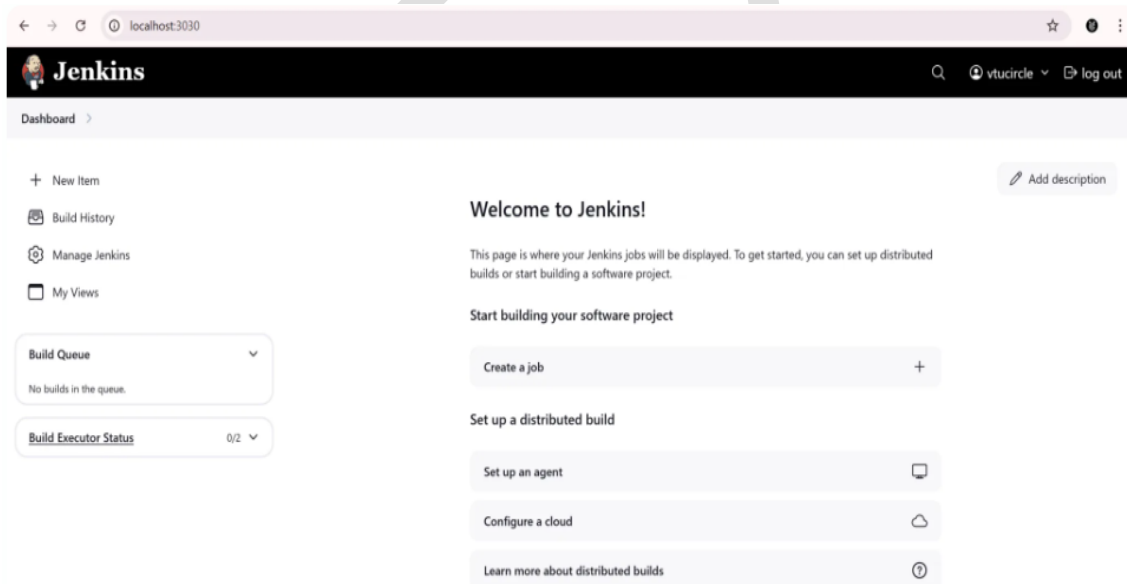 localhost:3030
Jenkins
vtucircle
log out
Dashboard
New Item
Build History
Manage Jenkins
My Views
Build Queue
No builds in the queue.
Build Executor Status
0/2
Add description
Welcome to Jenkins!
This page is where your Jenkins jobs will be displayed. To get started, you can set up distributed
builds or start building a software project.
Start building your software project
Create a job
Set up a distributed build
Set up an agent
Configure a cloud
Learn more about distributed builds